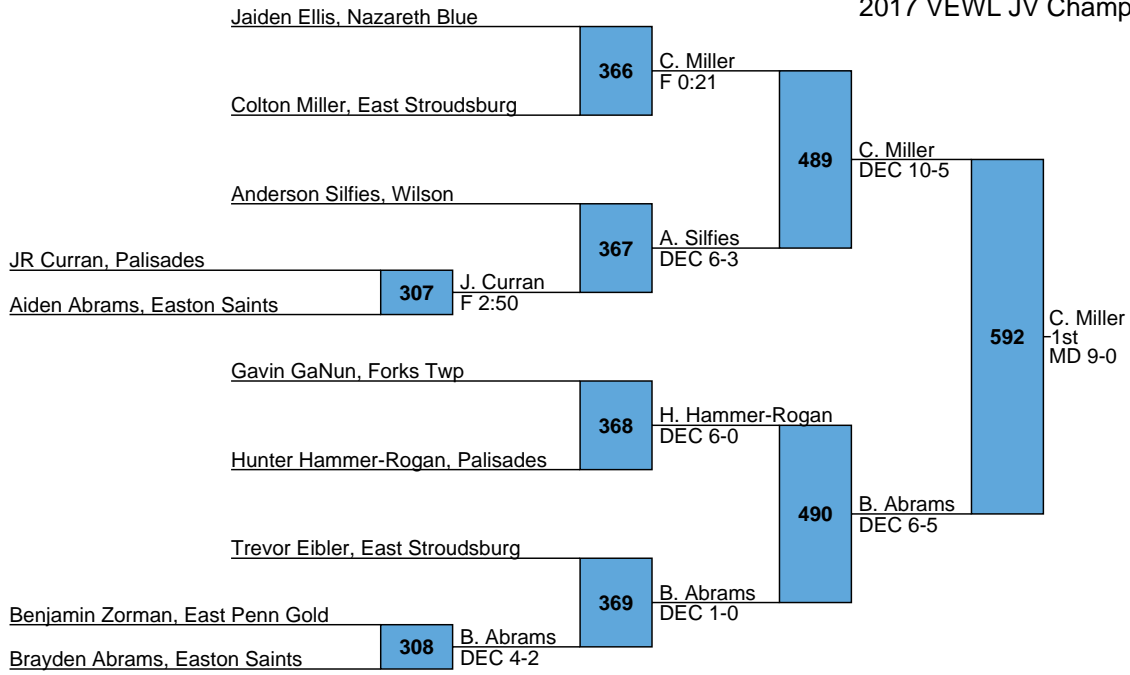 2017 VEWL JV Champ
Jaiden Ellis, Nazareth Blue
366
C. Miller
F 0:21
Colton Miller, East Stroudsburg
489
C. Miller
DEC 10-5
Anderson Silfies, Wilson
367
A. Silfies
DEC 6-3
JR Curran, Palisades
307
J. Curran
F 2:50
Aiden Abrams, Easton Saints
592
C. Miller
1st
MD 9-0
Gavin GaNun, Forks Twp
368
H. Hammer-Rogan
DEC 6-0
Hunter Hammer-Rogan, Palisades
490
B. Abrams
DEC 6-5
Trevor Eibler, East Stroudsburg
369
B. Abrams
DEC 1-0
Benjamin Zorman, East Penn Gold
308
B. Abrams
DEC 4-2
Brayden Abrams, Easton Saints